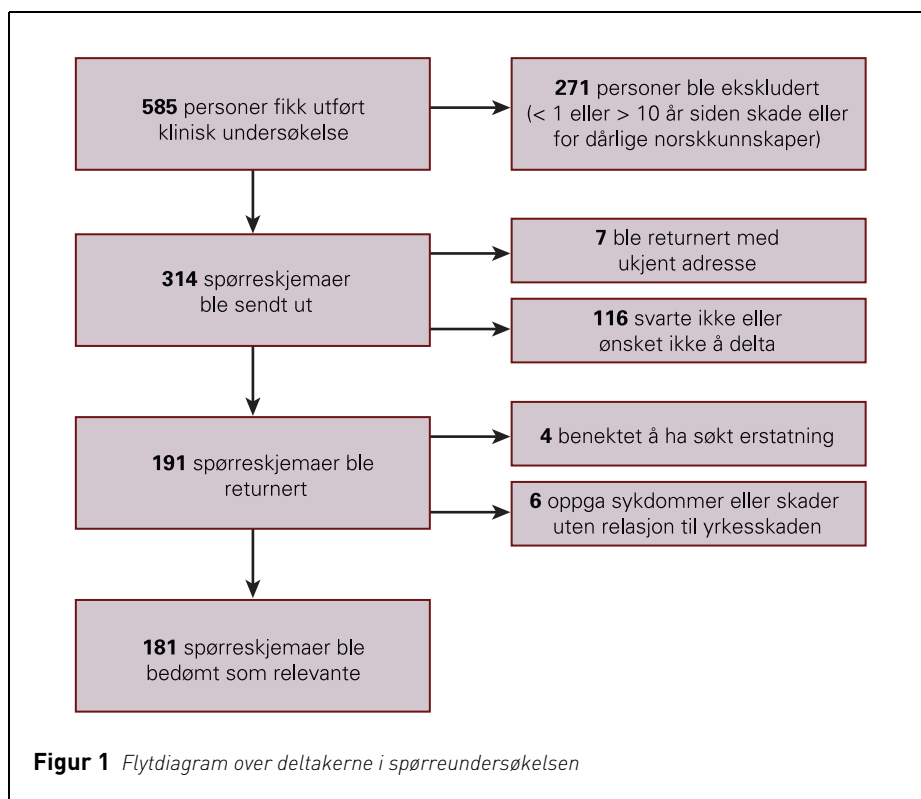 585 personer fikk utført
klinisk undersøkelse
271 personer ble ekskludert
(< 1 eller > 10 år siden skade eller
for dårlige norskkunnskaper)
314 spørreskjemaer
ble sendt ut
7 ble returnert med
ukjent adresse
116 svarte ikke eller
ønsket ikke å delta
191 spørreskjemaer ble
returnert
4 benektet å ha søkt erstatning
6 oppga sykdommer eller skader
uten relasjon til yrkesskaden
181 spørreskjemaer ble
bedømt som relevante
Figur 1 Flytdiagram over deltakerne i spørreundersøkelsen